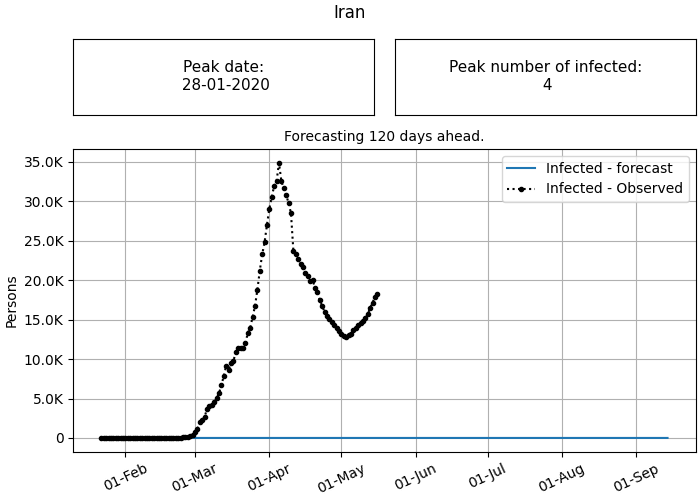 Iran
Peak date:
28-01-2020
Peak number of infected:
4
Forecasting 120 days ahead.
Infected - forecast
Infected - Observed
35.0K
30.0K
25.0K
20.0K
15.0K
10.0K
5.0K
0
Persons
01-Feb
01-Mar
01-Apr
01-May
01-Jun
01-Jul
01-Aug
01-Sep